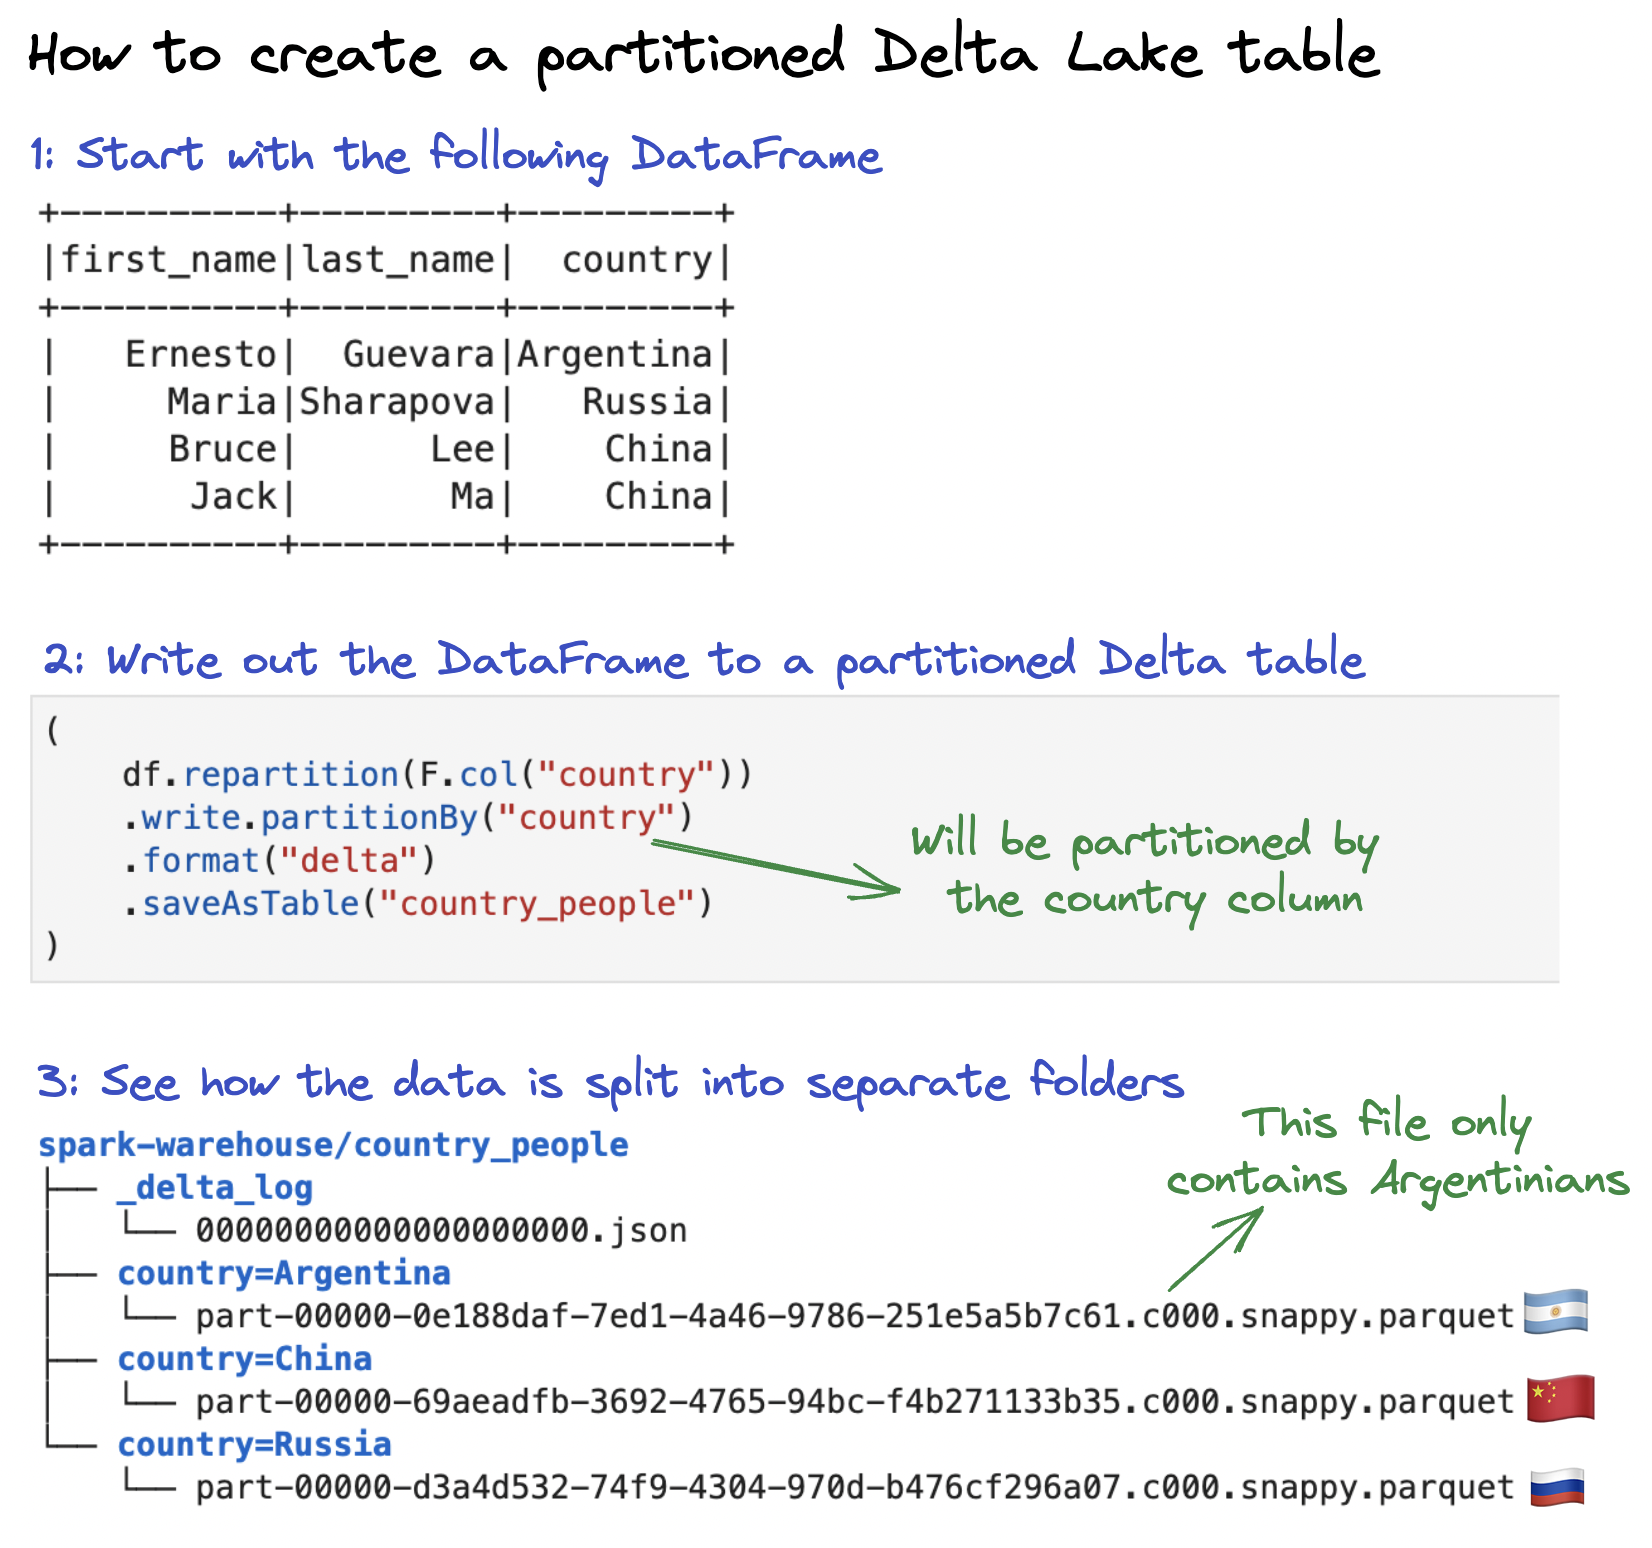 How to create a partitioned Delta Lake table
1: Start with the following DataFrame
+----------+---------+---------+
|first_name|last_name|  country|
+----------+---------+---------+
|   Ernesto|  Guevara|Argentina|
|     Maria|Sharapova|   Russia|
|     Bruce|      Lee|    China|
|      Jack|       Ma|    China|
+----------+---------+---------+
2: Write out the DataFrame to a partitioned Delta table
(
    df.repartition(F.col("country"))
    .write.partitionBy("country")
    .format("delta")
    .saveAsTable("country_people")
)
Will be partitioned by
the country column
3: See how the data is split into separate folders
This file only
contains Argentinians
spark-warehouse/country_people
├── _delta_log
│   └── 00000000000000000000.json
├── country=Argentina
│   └── part-00000-0e188daf-7ed1-4a46-9786-251e5a5b7c61.c000.snappy.parquet
├── country=China
│   └── part-00000-69aeadfb-3692-4765-94bc-f4b271133b35.c000.snappy.parquet
└── country=Russia
    └── part-00000-d3a4d532-74f9-4304-970d-b476cf296a07.c000.snappy.parquet